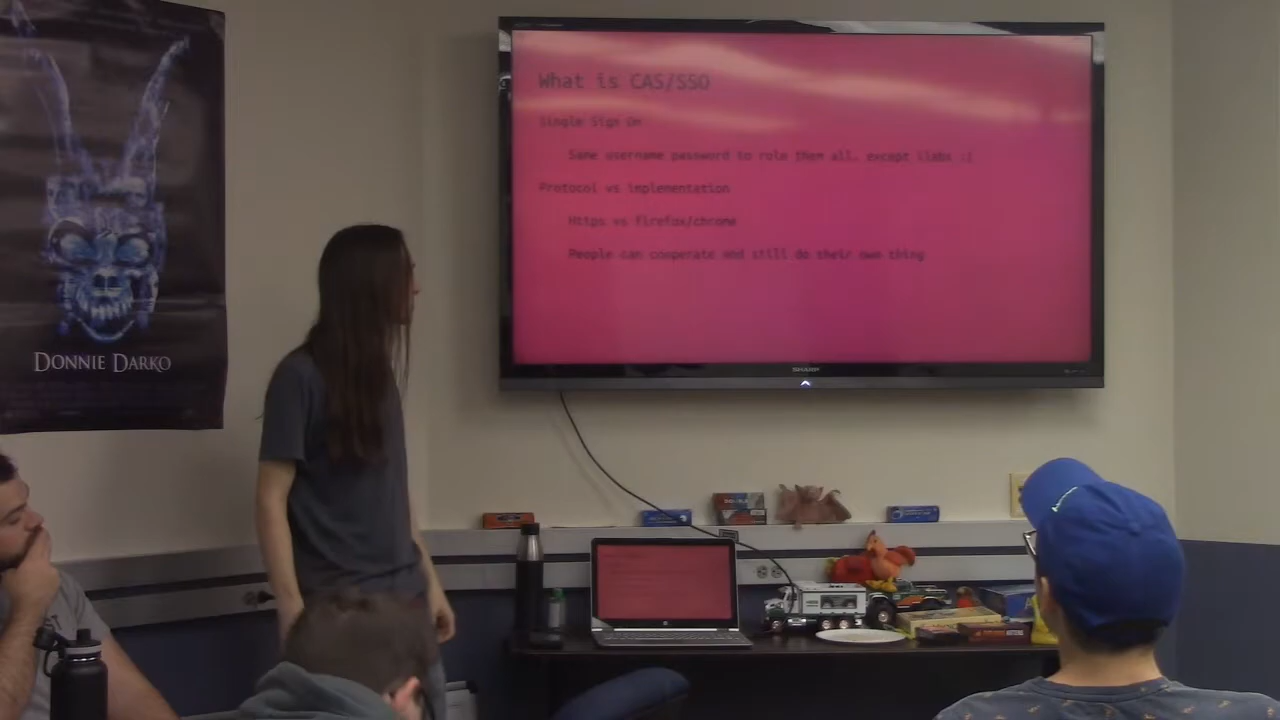 What is CAS/SSO
Single Sign On
Same username password to rule them all, except ilabs :(
Protocol vs implementation
Https vs firefox/chrome
People can cooperate and still do their own thing
DONNIE DARKO
SHARP